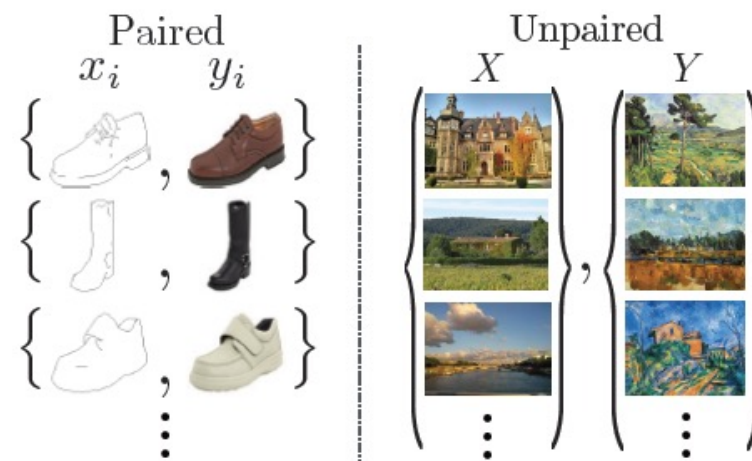 Paired
Unpaired
x_i
y_i
X
Y
{ , }
{ , }
{ , }
⋮
( ) , ( )
⋮
⋮